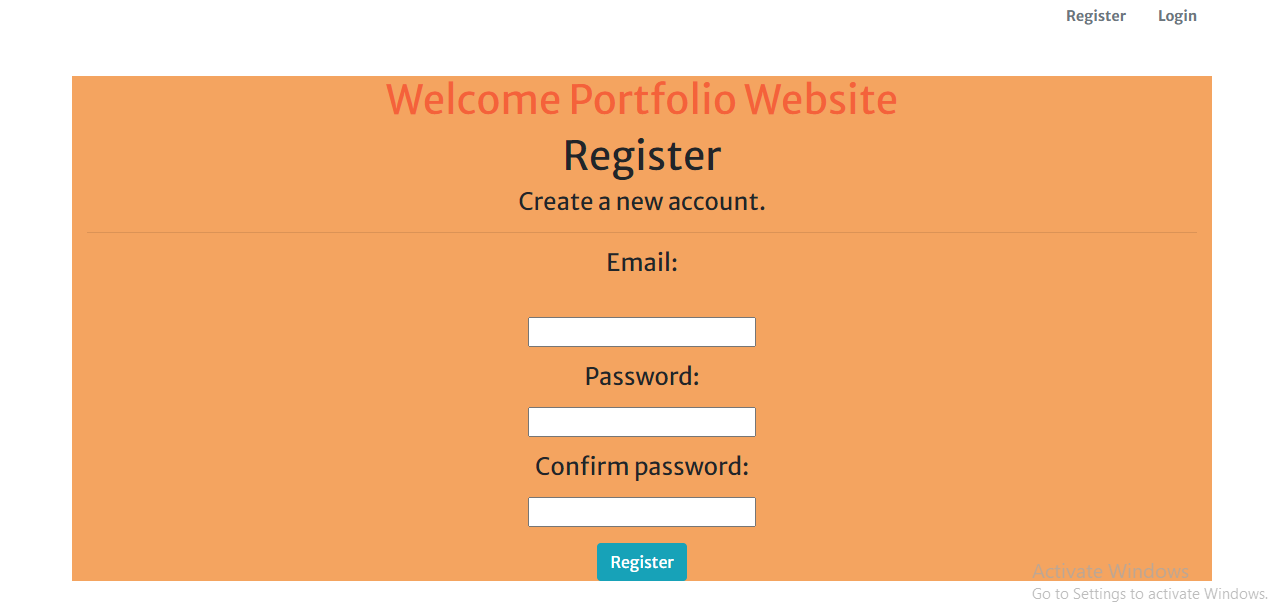 Register Login
Welcome Portfolio Website
Register
Create a new account.
Email:
Password:
Confirm password:
Register
Activate Windows
Go to Settings to activate Windows.